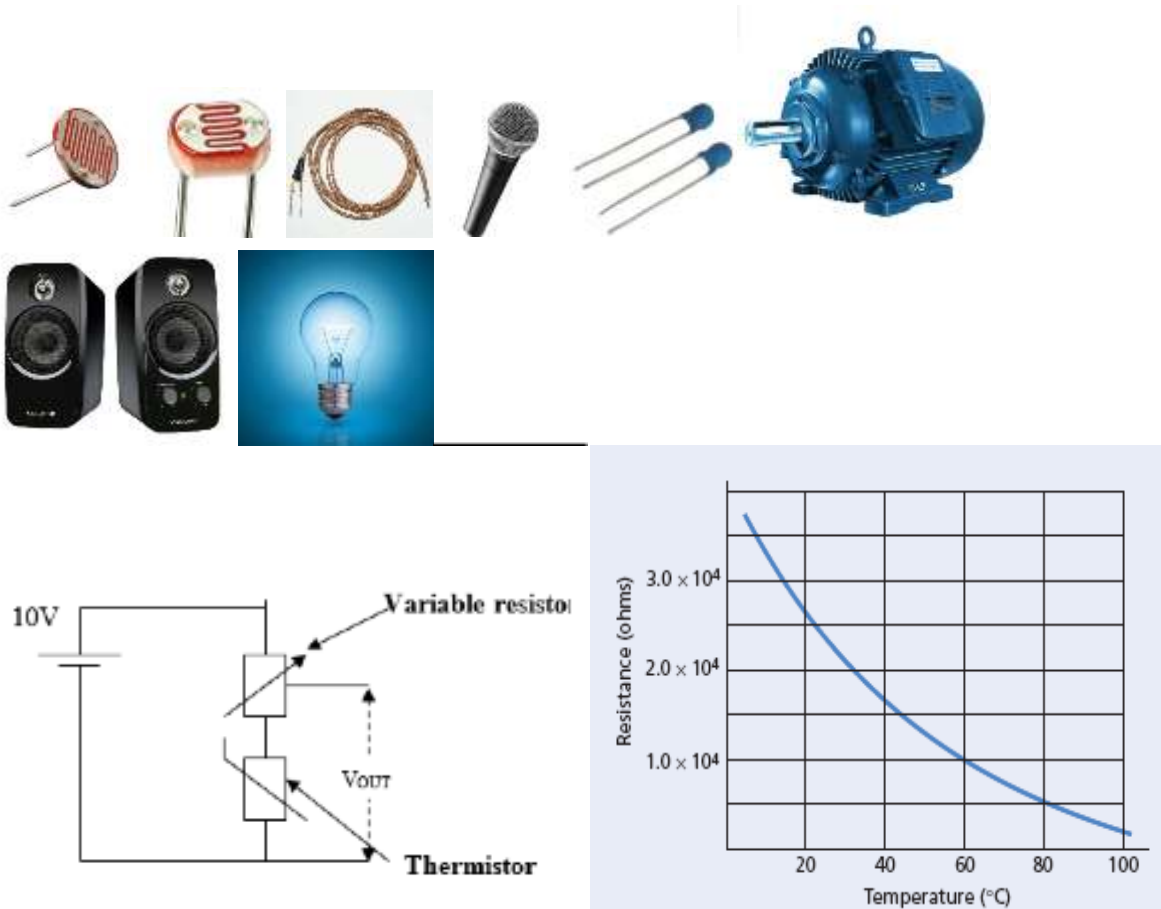 10V
Variable resisto
VOUT
Thermistor
Resistance (ohms)
3.0 × 10⁴
2.0 × 10⁴
1.0 × 10⁴
20 40 60 80 100
Temperature (°C)